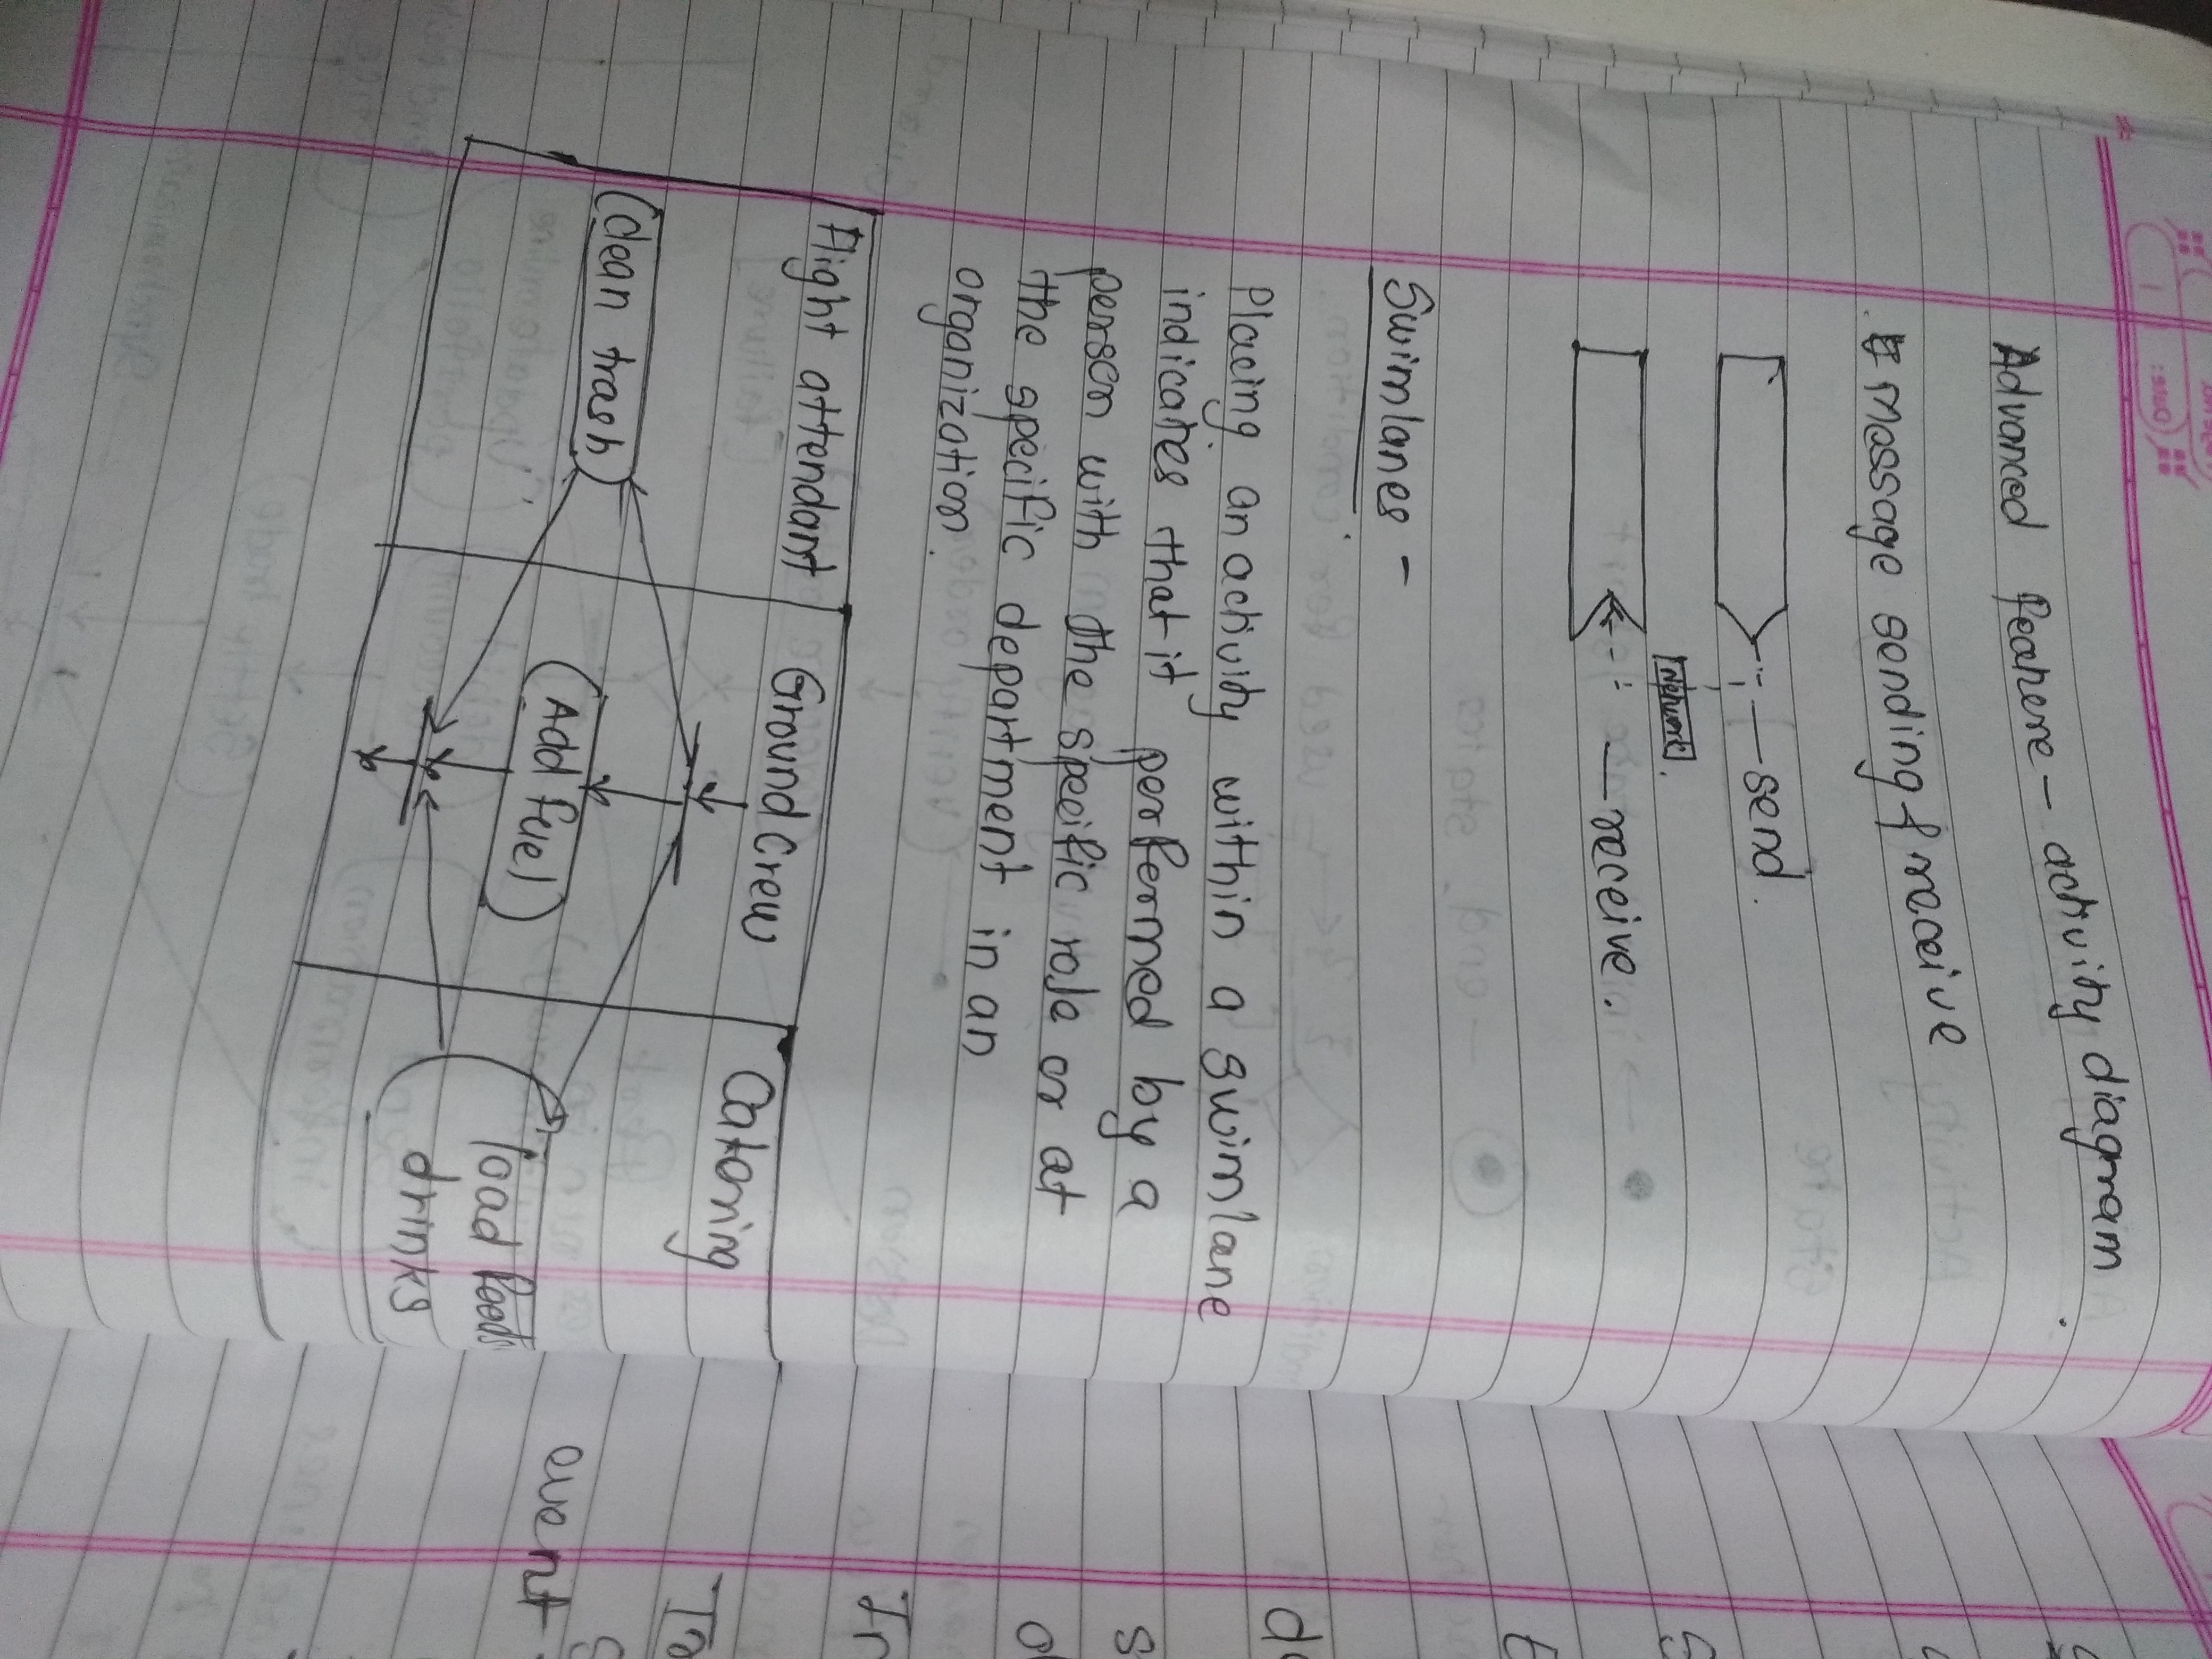 Advanced feature - activity diagram
Message sending & receive
- send.
Network
- receive.
Swimlanes -
Placing an activity within a swimlane
indicates that it performed by a
person with the specific role or at
the specific department in an
organization.
Flight attendant
Ground Crew
Catering
clean trash
Add fuel
load foods
drinks
event